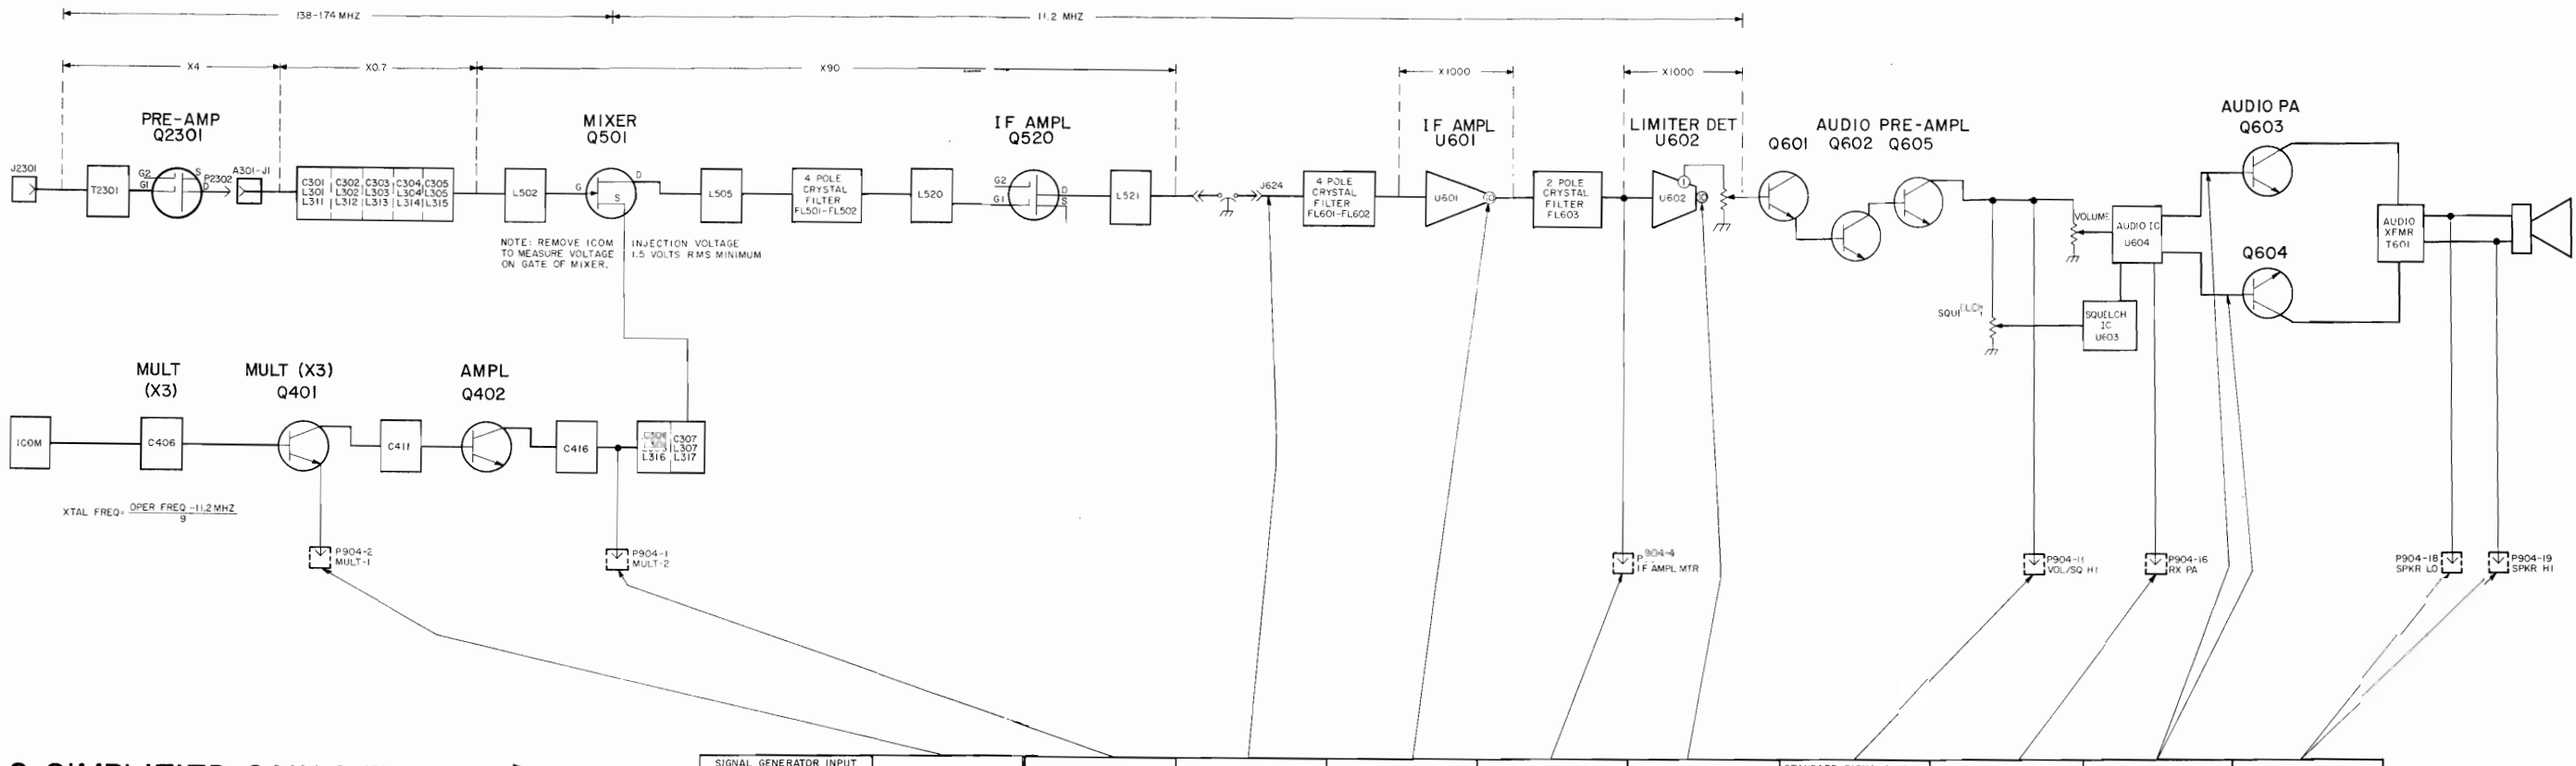 138-174 MHZ
11.2 MHZ
X4
X0.7
X90
X1000
X1000
PRE-AMP
Q2301
MIXER
Q501
IF AMPL
Q520
IF AMPL
U601
LIMITER DET
U602
AUDIO PRE-AMPL
Q601 Q602 Q605
AUDIO PA
Q603
J2301
T2301
G2
G1
S
D
P2302
A301-J1
C301 C302 C303 C304 C305
L301 L302 L303 L304 L305
L311 L312 L313 L314 L315
L502
G
D
S
L505
4 POLE
CRYSTAL
FILTER
FL501-FL502
L520
G2
G1
D
S
L521
J624
4 POLE
CRYSTAL
FILTER
FL601-FL602
U601
2 POLE
CRYSTAL
FILTER
FL603
U602
1
VOLUME
AUDIO IC
U604
AUDIO
XFMR
T601
Q604
NOTE: REMOVE ICOM
TO MEASURE VOLTAGE
ON GATE OF MIXER.
INJECTION VOLTAGE
1.5 VOLTS RMS MINIMUM
SQUELCH
SQUELCH
IC
U603
MULT
(X3)
MULT (X3)
Q401
AMPL
Q402
ICOM
C406
C411
C416
C307
L307
L316 L317
XTAL FREQ= OPER FREQ -11.2 MHZ
9
P904-2
MULT-1
P904-1
MULT-2
P904-4
IF AMPL MTR
P904-11
VOL/SQ HI
P904-16
RX PA
P904-18
SPKR LO
P904-19
SPKR HI
SIGNAL GENERATOR INPUT